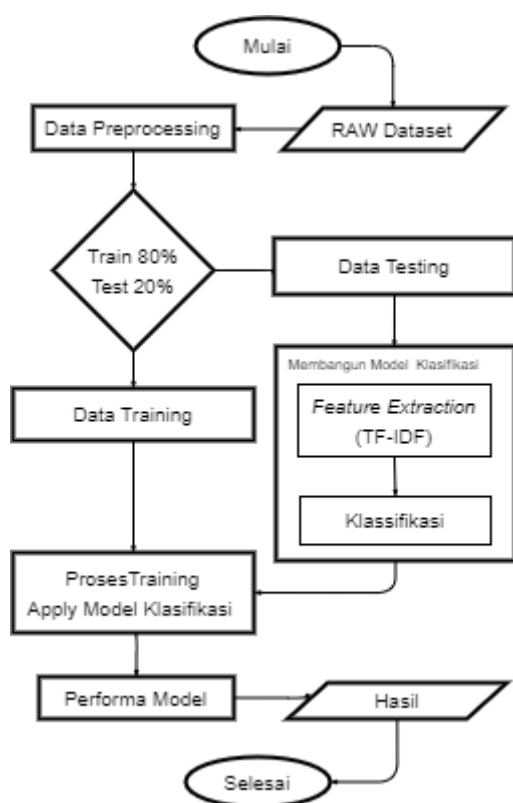 Mulai
RAW Dataset
Data Preprocessing
Train 80%
Test 20%
Data Testing
Membangun Model Klasifikasi
Feature Extraction
(TF-IDF)
Klassifikasi
Data Training
ProsesTraining
Apply Model Klasifikasi
Performa Model
Hasil
Selesai